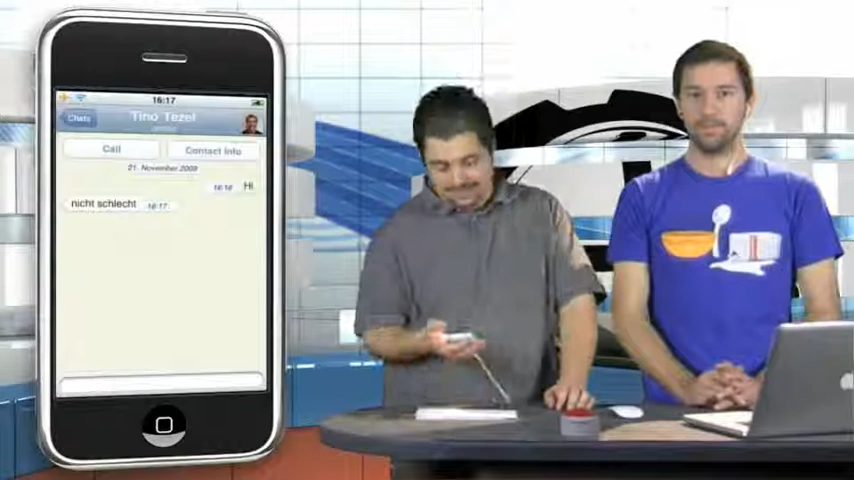 16:17
Chats
Tino Tezel
Call
Contact Info
21. November 2009
16:16 Hi
nicht schlecht 16:17